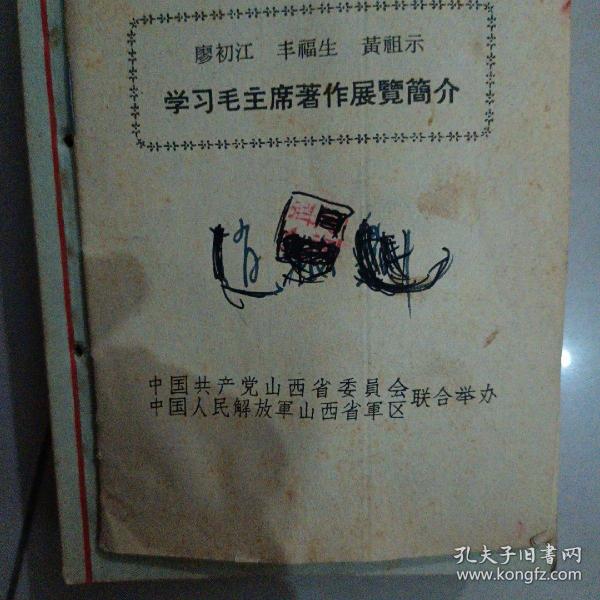 廖初江 丰福生 黃祖示
学习毛主席著作展覽簡介
中国共产党山西省委員会
中国人民解放軍山西省軍区
联合举办
孔夫子旧书网
www.kongfz.com